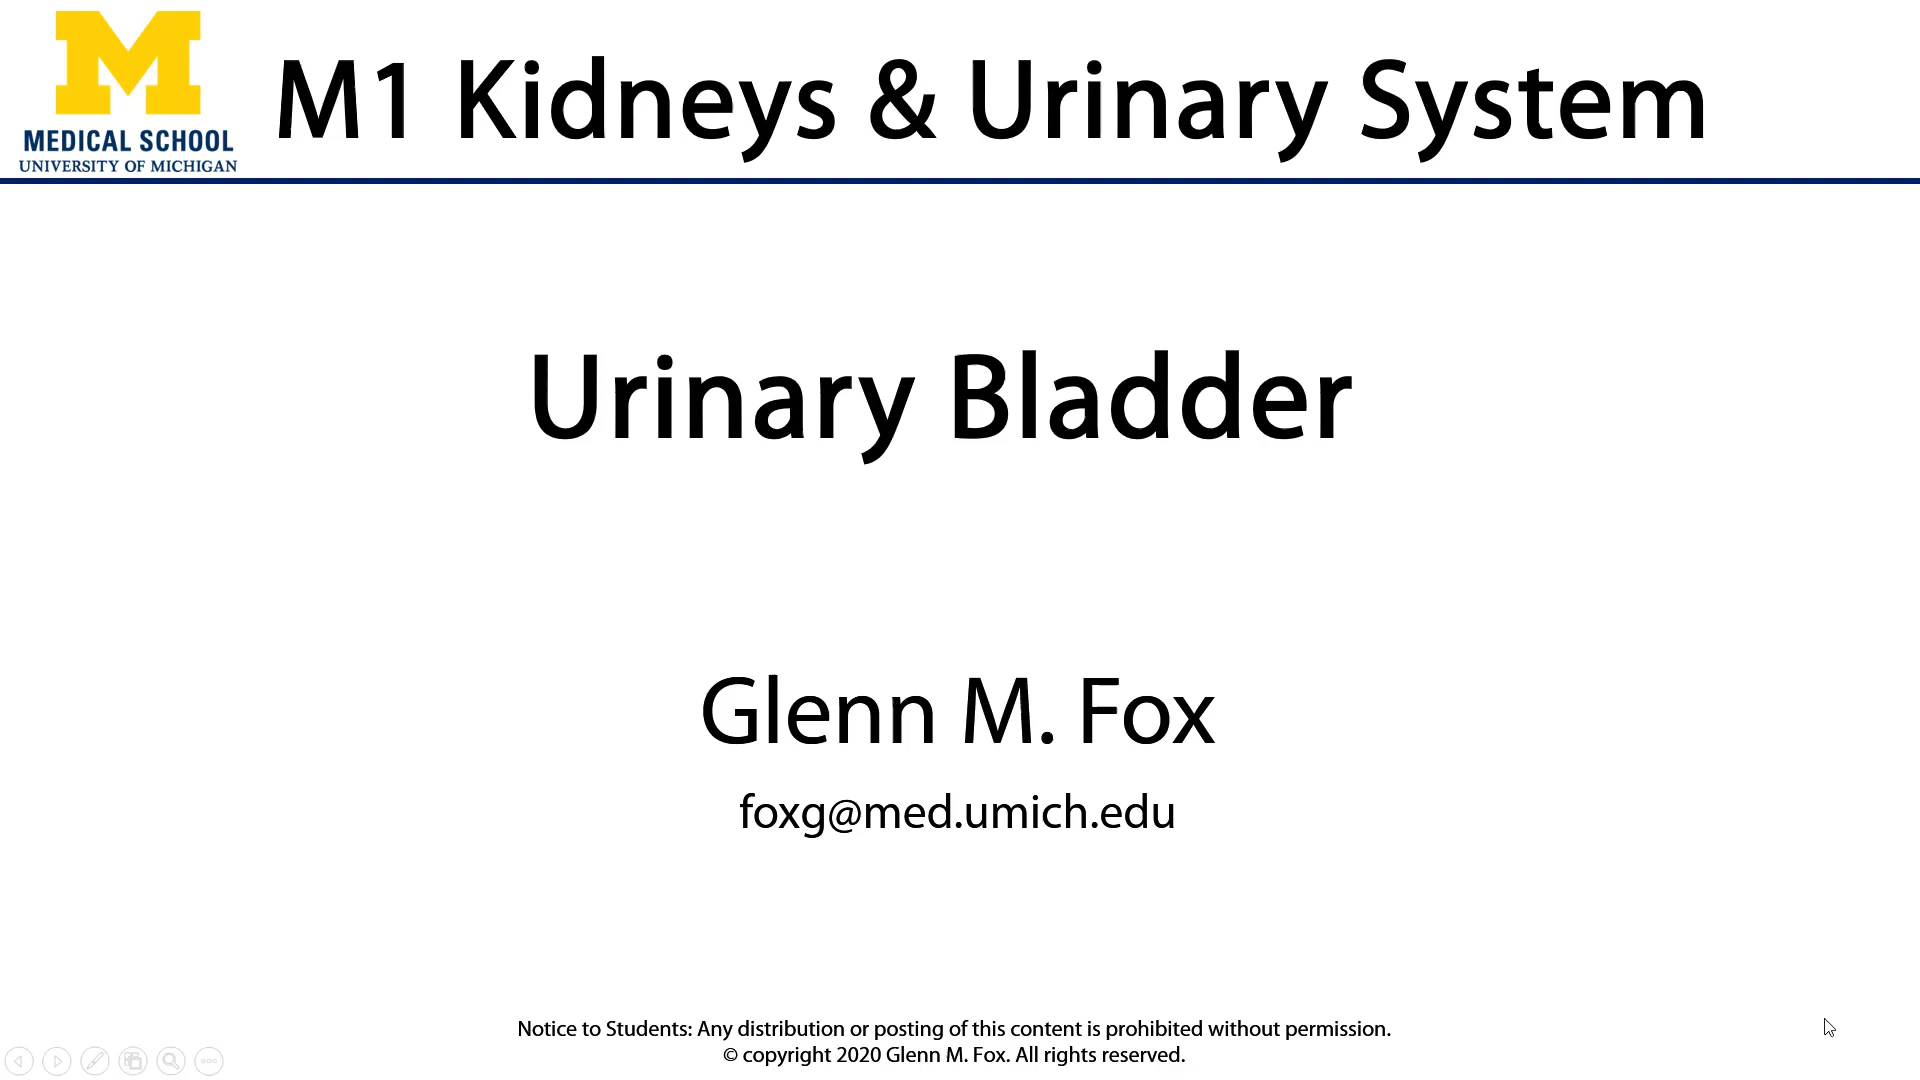 M
MEDICAL SCHOOL
UNIVERSITY OF MICHIGAN
M1 Kidneys & Urinary System
Urinary Bladder
Glenn M. Fox
foxg@med.umich.edu
Notice to Students: Any distribution or posting of this content is prohibited without permission.
© copyright 2020 Glenn M. Fox. All rights reserved.